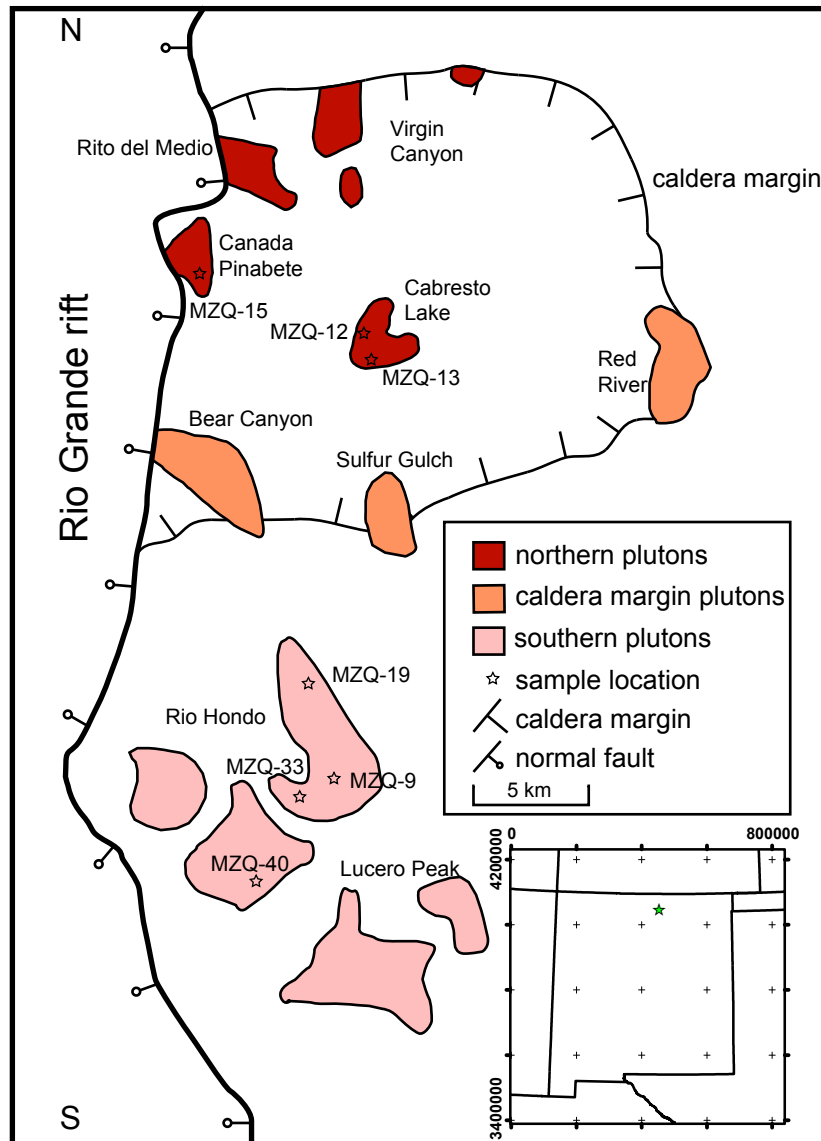 N
Rito del Medio
Virgin
Canyon
caldera margin
Canada
Pinabete
MZQ-15
Cabresto
Lake
MZQ-12
MZQ-13
Red
River
Rio Grande rift
Bear Canyon
Sulfur Gulch
northern plutons
caldera margin plutons
southern plutons
sample location
caldera margin
normal fault
5 km
MZQ-19
Rio Hondo
MZQ-33
MZQ-9
MZQ-40
Lucero Peak
0
800000
4200000
3400000
S